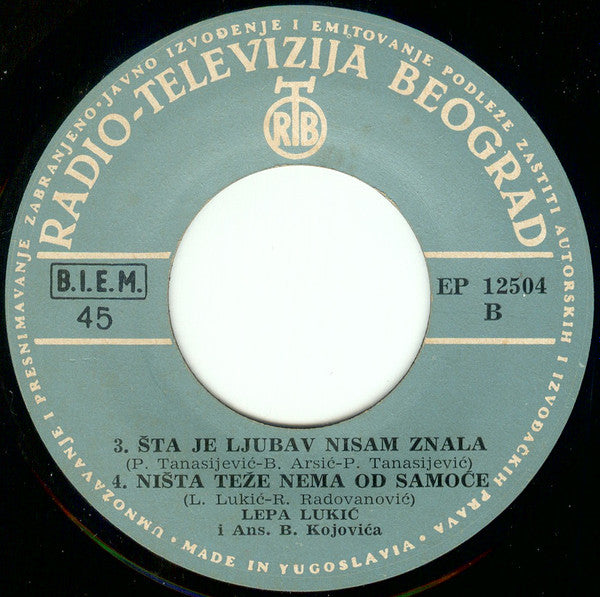 UMNOŽAVANJE I PRESNIMAVANJE ZABRANJENO · JAVNO IZVOĐENJE I EMITOVANJE PODLEŽE ZAŠTITI AUTORSKIH I IZVOĐAČKIH PRAVA ·
RADIO-TELEVIZIJA BEOGRAD
RTB
B.I.E.M.
45
EP 12504
B
3. ŠTA JE LJUBAV NISAM ZNALA
(P. Tanasijević-B. Arsić-P. Tanasijević)
4. NIŠTA TEŽE NEMA OD SAMOĆE
(L. Lukić-R. Radovanović)
LEPA LUKIĆ
i Ans. B. Kojovića
MADE IN YUGOSLAVIA ·